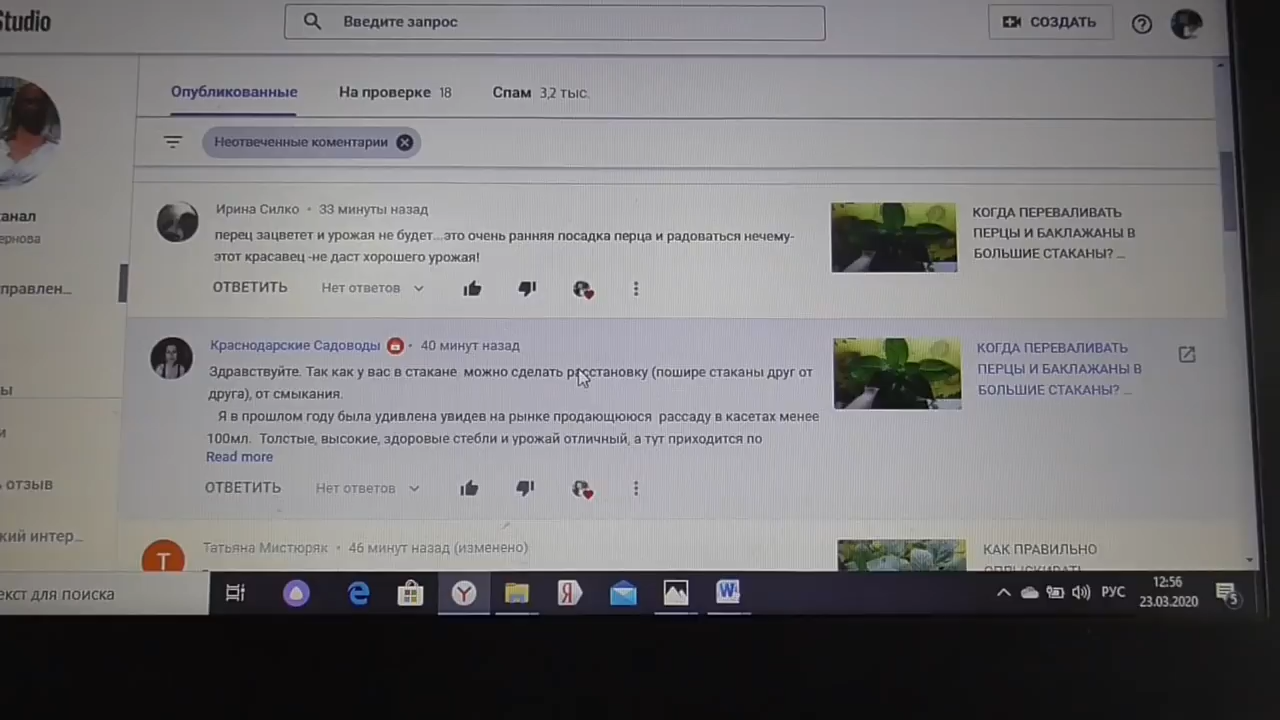 Studio
Введите запрос
СОЗДАТЬ
Опубликованные
На проверке 18
Спам 3,2 тыс.
Неотвеченные коментарии
Ирина Силко • 33 минуты назад
перец зацветет и урожая не будет...это очень ранняя посадка перца и радоваться нечему-
этот красавец -не даст хорошего урожая!
ОТВЕТИТЬ
Нет ответов
КОГДА ПЕРЕВАЛИВАТЬ
ПЕРЦЫ И БАКЛАЖАНЫ В
БОЛЬШИЕ СТАКАНЫ? ...
Краснодарские Садоводы • 40 минут назад
Здравствуйте. Так как у вас в стакане можно сделать расстановку (пошире стаканы друг от
друга), от смыкания.
Я в прошлом году была удивлена увидев на рынке продающююся рассаду в касетах менее
100мл. Толстые, высокие, здоровые стебли и урожай отличный, а тут приходится по
Read more
ОТВЕТИТЬ
Нет ответов
КОГДА ПЕРЕВАЛИВАТЬ
ПЕРЦЫ И БАКЛАЖАНЫ В
БОЛЬШИЕ СТАКАНЫ? ...
Т
Татьяна Мистюряк • 46 минут назад (изменено)
КАК ПРАВИЛЬНО
ОПРЫСКИВАТЬ
анал
ернова
правлен...
ы
и
ь отзыв
ский интер...
екст для поиска
РУС
12:56
23.03.2020
5